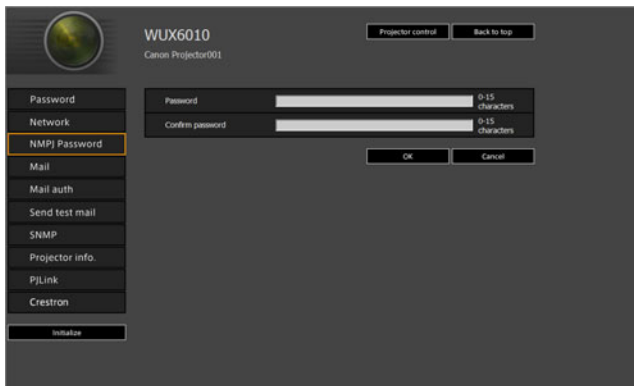 WUX6010
Projector control
Back to top
Canon Projector001
Password
Network
NMPJ Password
Mail
Mail auth
Send test mail
SNMP
Projector info.
PJLink
Crestron
Initialize
Password
0-15
characters
Confirm password
0-15
characters
OK
Cancel